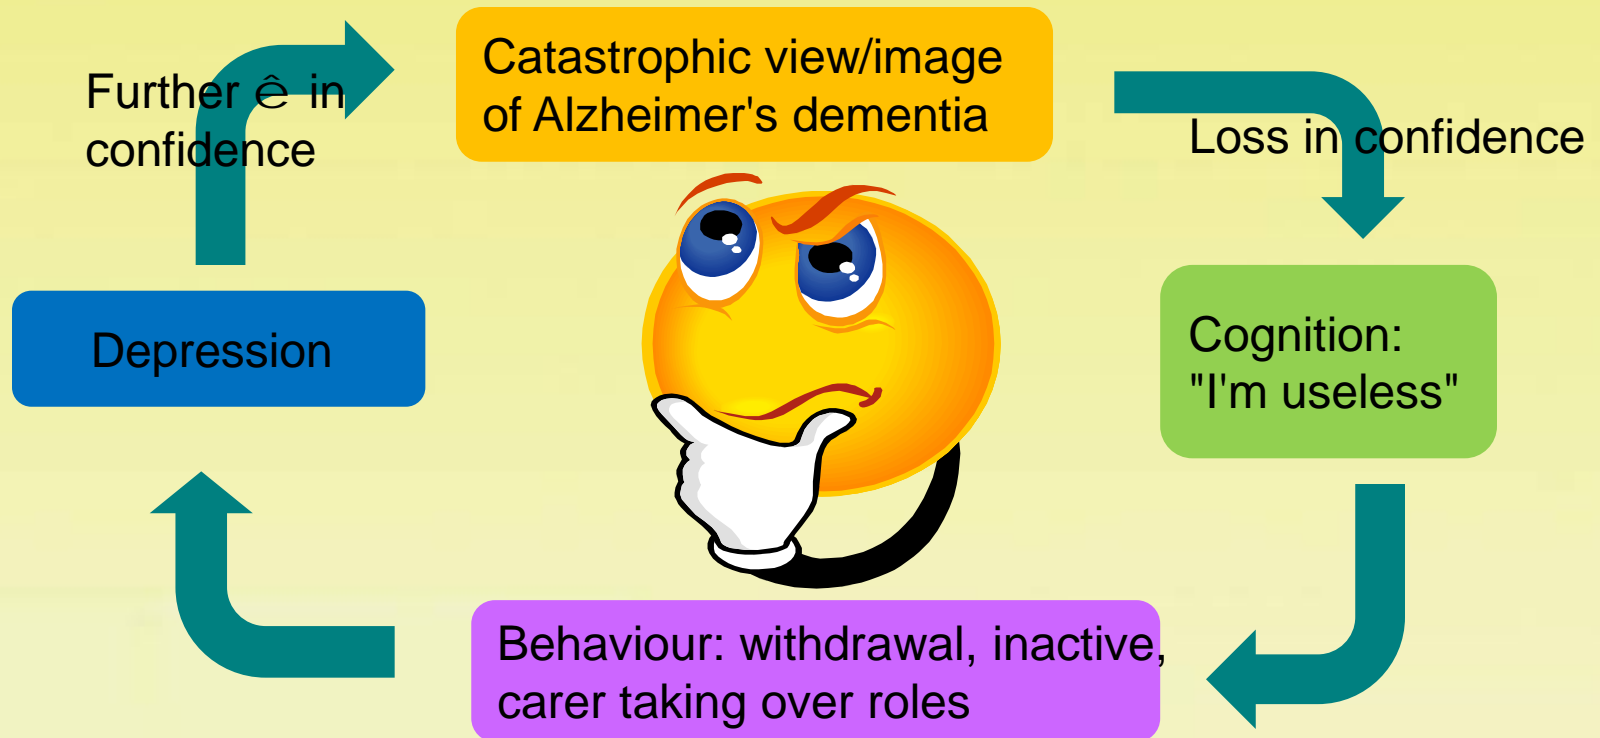 Catastrophic view/image
of Alzheimer's dementia
Loss in confidence
Cognition:
"I'm useless"
Behaviour: withdrawal, inactive,
carer taking over roles
Depression
Further ê in
confidence